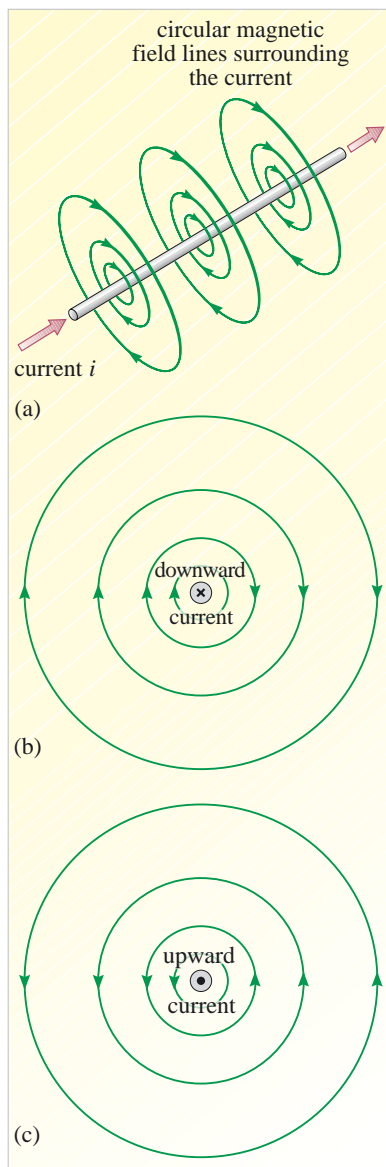 circular magnetic
field lines surrounding
the current
current i
(a)
downward
current
(b)
upward
current
(c)